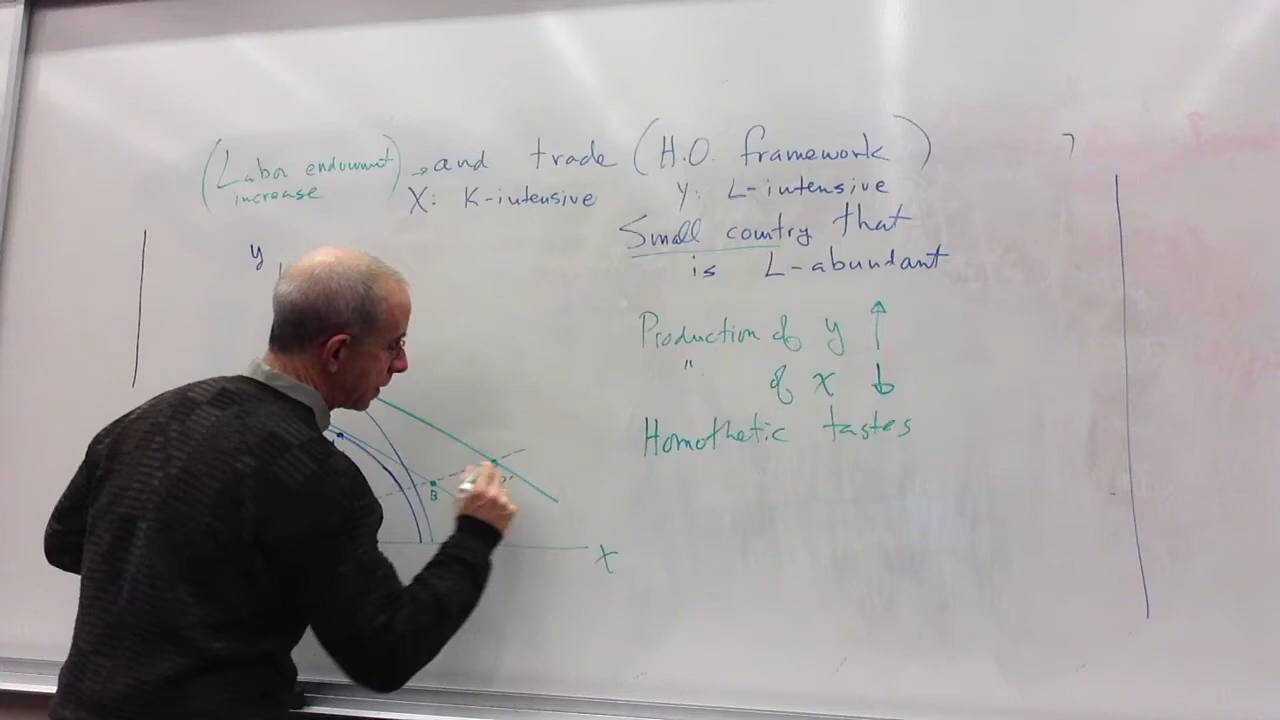 (Labor endowment increase) → and trade (H.O. framework)
X: K-intensive Y: L-intensive
Small country that
is L-abundant
y
Production of y ↑
" of x ↓
Homothetic tastes
B
X